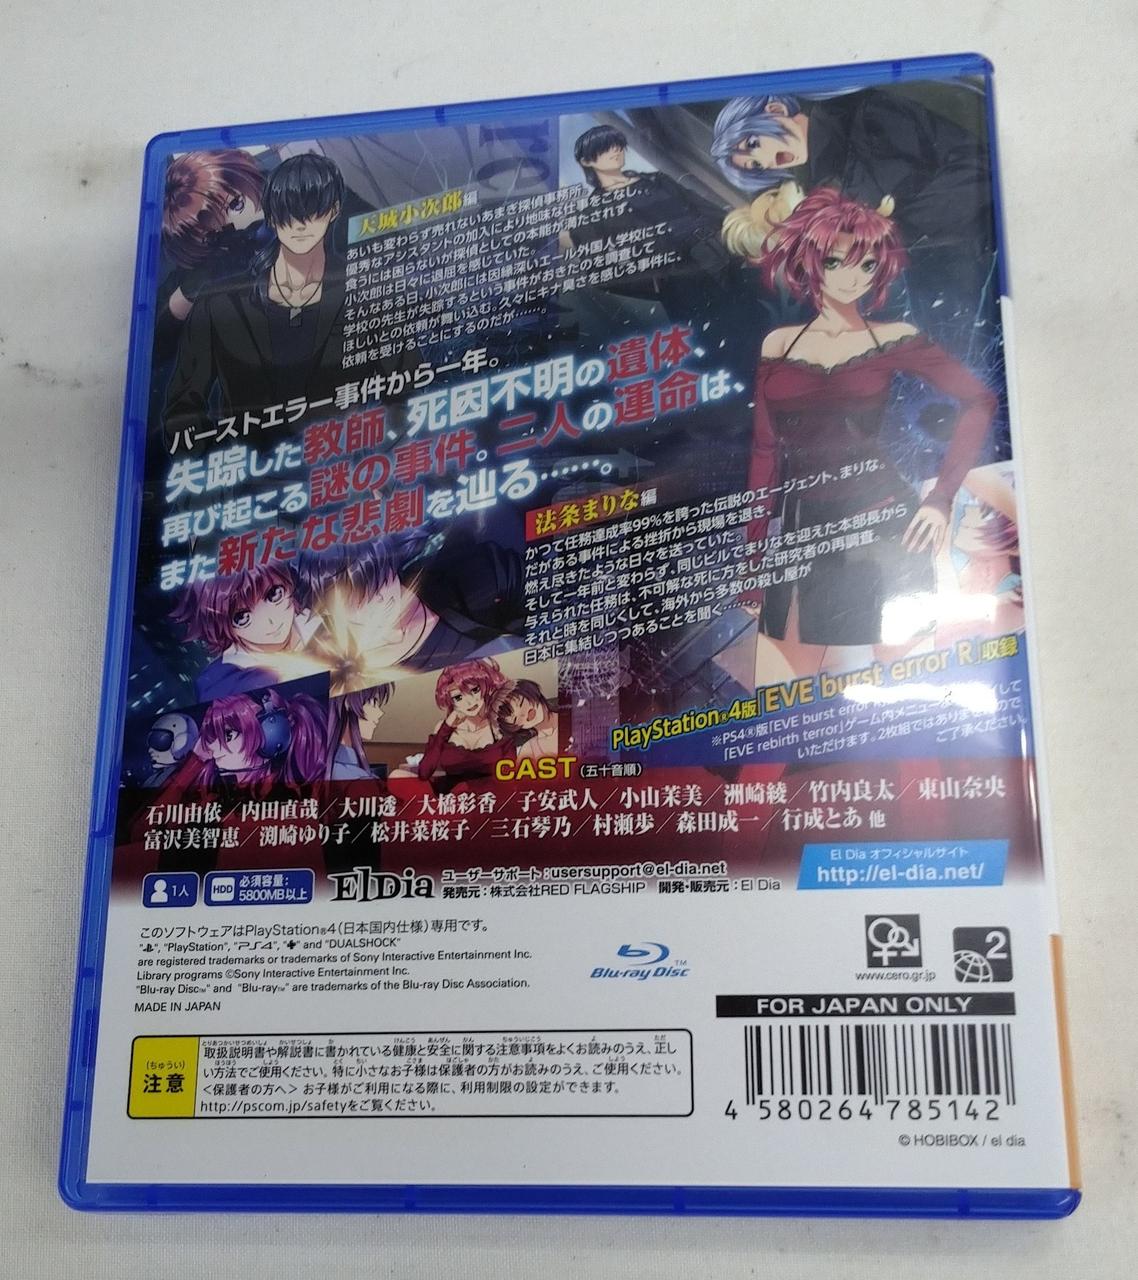 天城小次郎編
あいも変わらず売れないあまぎ探偵事務所。
優秀なアシスタントの加入により地味な仕事をこなし、
食うには困らないが探偵としての本能が満たされず、
小次郎は日々に退屈を感じていた。
そんなある日、小次郎には因縁深いエール外国人学校にて、
学校の先生が失踪するという事件がおきたのを調査して
ほしいとの依頼が舞い込む。久々にキナ臭さを感じる事件に、
依頼を受けることにするのだが……。
バーストエラー事件から一年。
失踪した教師、死因不明の遺体、
再び起こる謎の事件。二人の運命は、
また新たな悲劇を辿る……。
法条まりな編
かつて任務達成率99%を誇った伝説のエージェント、まりな。
だがある事件による挫折から現場を退き、
燃え尽きたような日々を送っていた。
そして一年前と変わらず、同じビルでまりなを迎えた本部長から
与えられた任務は、不可解な死に方をした研究者の再調査。
それと時を同じくして、海外から多数の殺し屋が
日本に集結しつつあることを聞く……。
PlayStation®4版「EVE burst error R」収録
※PS4®版「EVE burst error
「EVE rebirth terror」ゲーム内メニュー
いただけます。2枚組ではありませんので
ご了承ください。
CAST(五十音順)
石川由依／内田直哉／大川透／大橋彩香／子安武人／小山茉美／洲崎綾／竹内良太／東山奈央
富沢美智恵／渕崎ゆり子／松井菜桜子／三石琴乃／村瀬歩／森田成一／行成とあ 他
1人
HDD 必須容量:
5800MB以上
El Dia
ユーザーサポート:usersupport@el-dia.net
発売元:株式会社RED FLAGSHIP 開発・販売元:El Dia
El Dia オフィシャルサイト
http://el-dia.net/
このソフトウェアはPlayStation®4(日本国内仕様)専用です。
"PlayStation", "PS4", and "DUALSHOCK"
are registered trademarks or trademarks of Sony Interactive Entertainment Inc.
Library programs ©Sony Interactive Entertainment Inc.
"Blu-ray Disc™" and "Blu-ray™" are trademarks of the Blu-ray Disc Association.
MADE IN JAPAN
Blu-ray Disc™
www.cero.gr.jp
2
FOR JAPAN ONLY
(ちゅうい)
注意
取扱説明書や解説書に書かれている健康と安全に関する注意事項をよくお読みのうえ、正し
い方法でご使用ください。特に小さなお子様は保護者の方がお読みのうえ、ご使用ください。
<保護者の方へ> お子様がご利用になる際に、利用制限の設定ができます。
http://pscom.jp/safetyをご覧ください。
4 580264 785142
© HOBIBOX / el dia